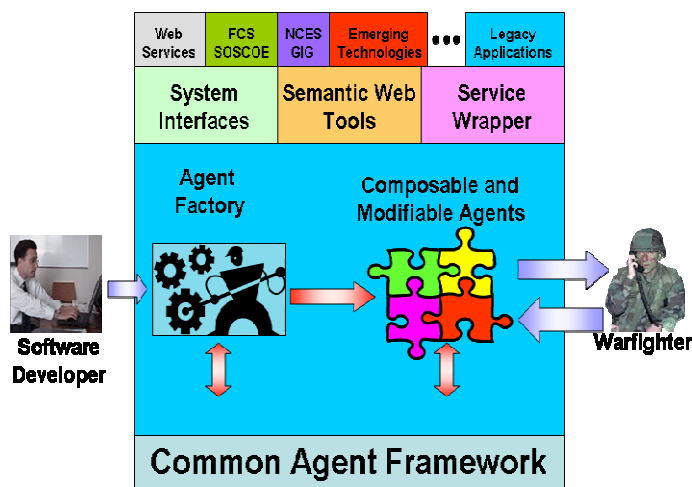 Web
Services
FCS
SOSCOE
NCES
GIG
Emerging
Technologies
Legacy
Applications
System
Interfaces
Semantic Web
Tools
Service
Wrapper
Agent
Factory
Composable and
Modifiable Agents
Software
Developer
Warfighter
Common Agent Framework